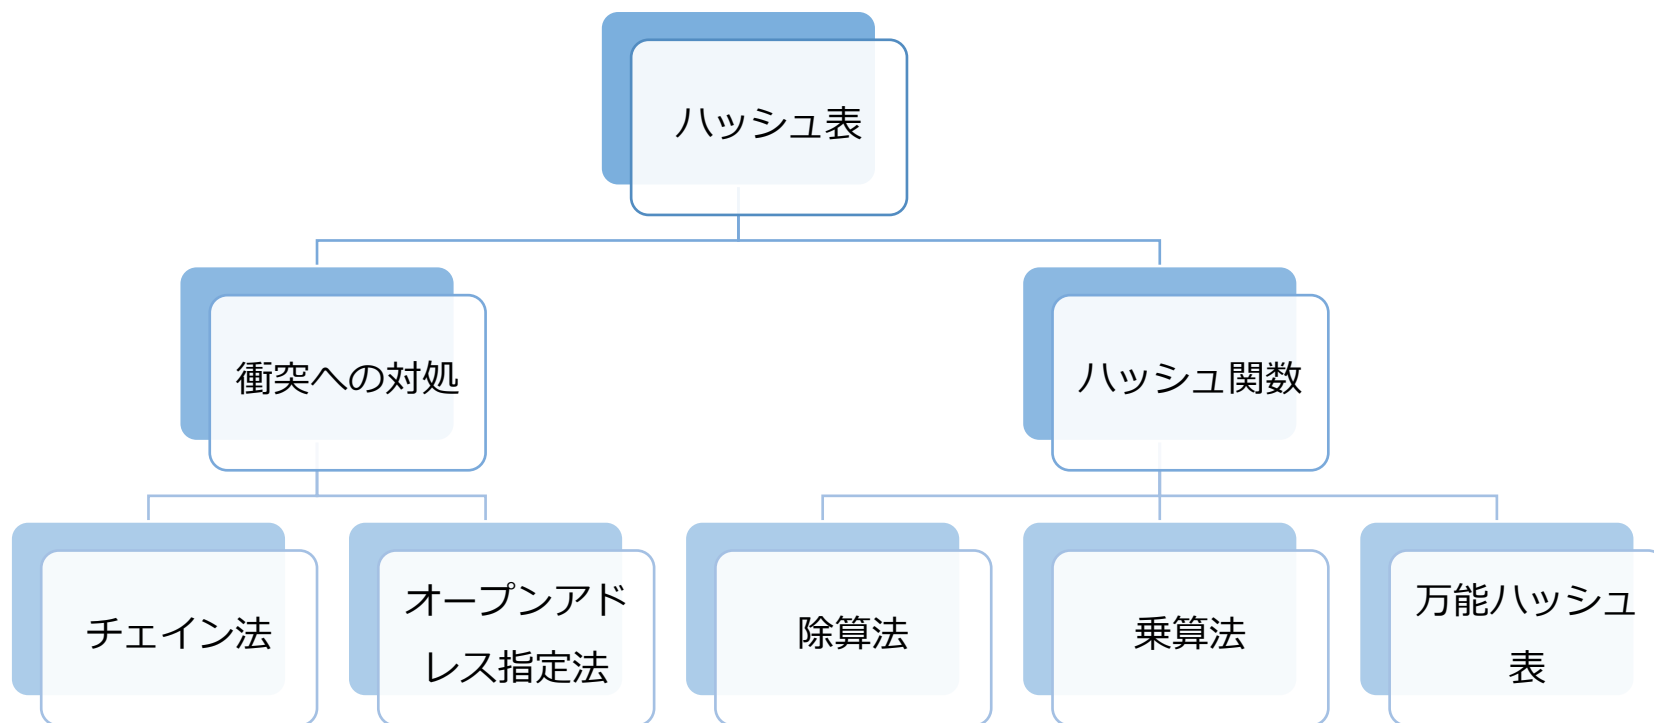 ハッシュ表
衝突への対処
ハッシュ関数
チェイン法
オープンアド
レス指定法
除算法
乗算法
万能ハッシュ
表